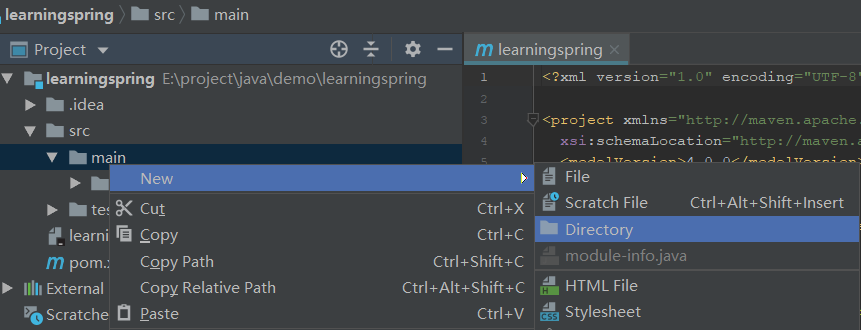 learningspring src main
Project
learningspring
learningspring E:\project\java\demo\learningspring
.idea
src
main
tes
learni
pom.x
External
Scratche
1 <?xml version="1.0" encoding="UTF-8"
2
3 <project xmlns="http://maven.apache.
4 xsi:schemaLocation="http://maven.a
5 <modelVersion>4.0.0</modelVersion>
New
Cut Ctrl+X
Copy Ctrl+C
Copy Path Ctrl+Shift+C
Copy Relative Path Ctrl+Alt+Shift+C
Paste Ctrl+V
File
Scratch File Ctrl+Alt+Shift+Insert
Directory
module-info.java
HTML File
Stylesheet